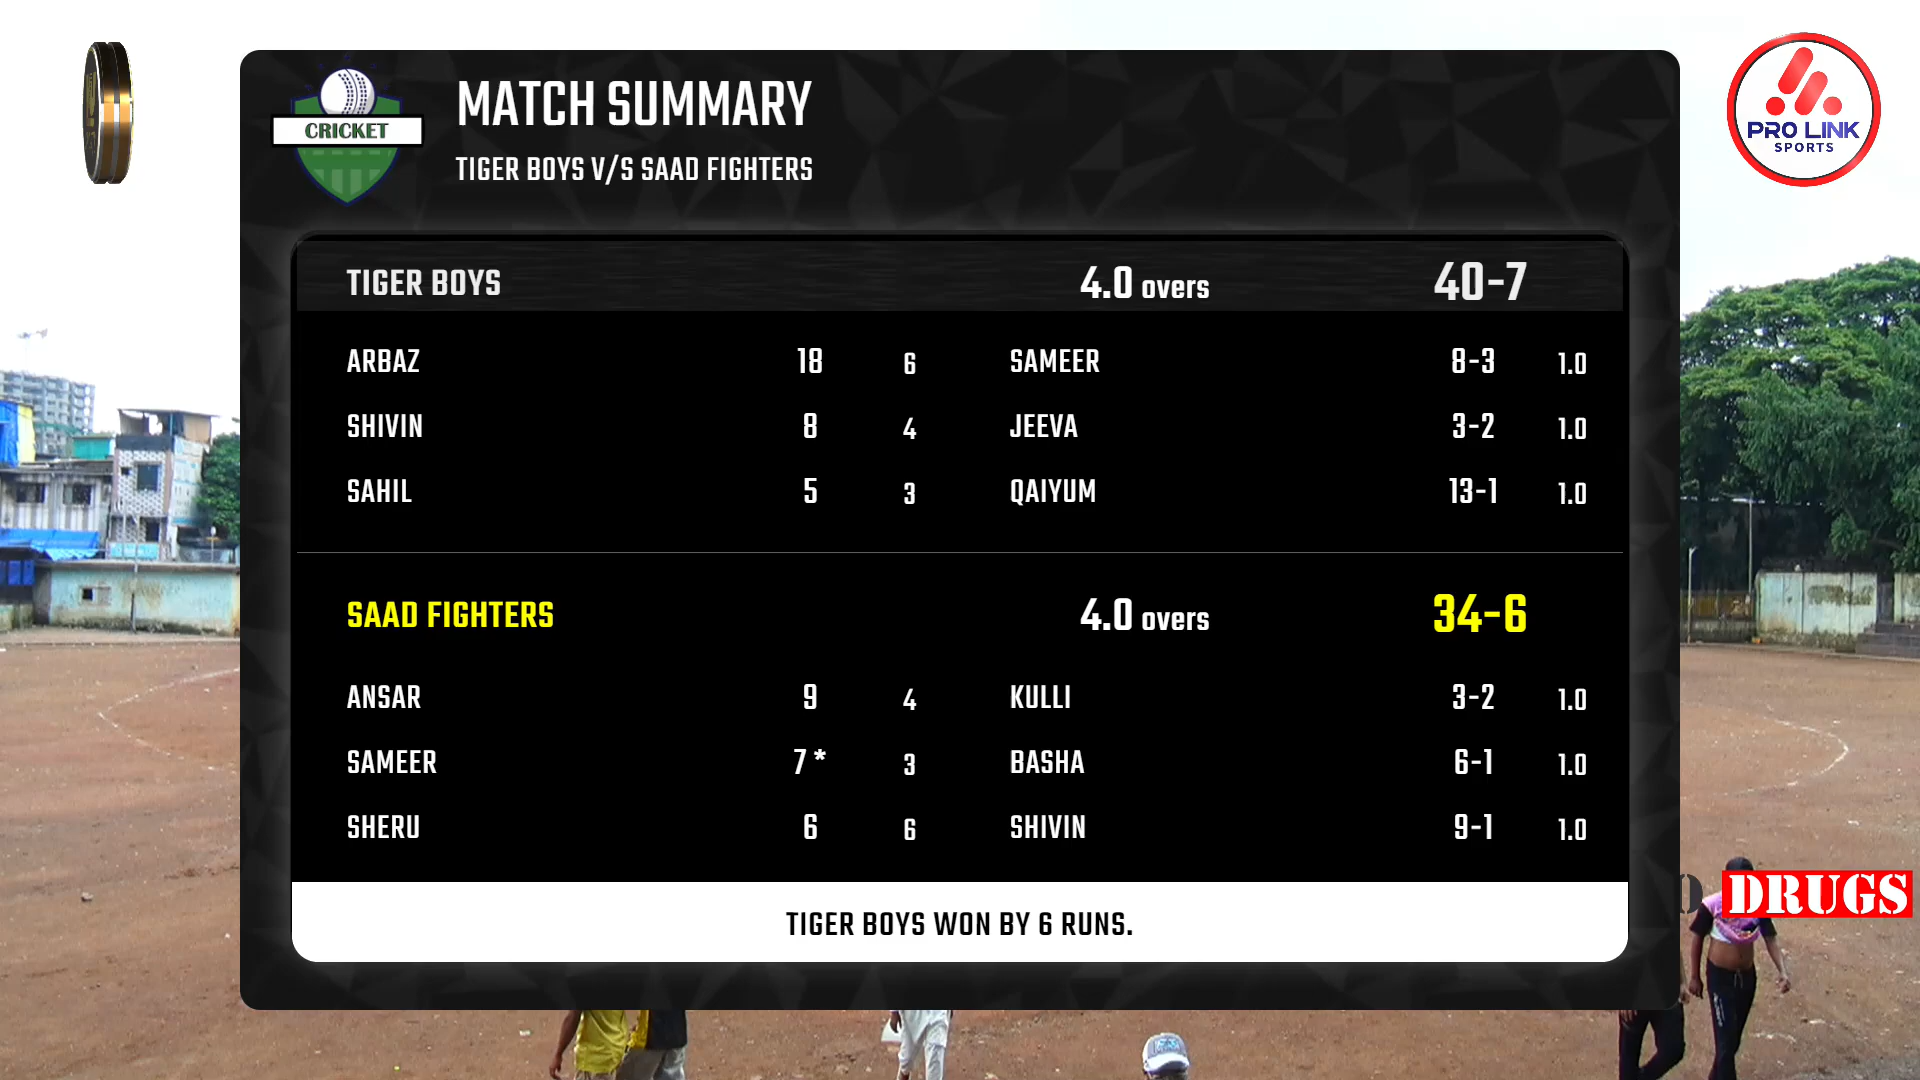 CRICKET
MATCH SUMMARY
TIGER BOYS V/S SAAD FIGHTERS
PRO LINK
SPORTS
TIGER BOYS 4.0 overs 40-7
ARBAZ 18 6 SAMEER 8-3 1.0
SHIVIN 8 4 JEEVA 3-2 1.0
SAHIL 5 3 QAIYUM 13-1 1.0
SAAD FIGHTERS 4.0 overs 34-6
ANSAR 9 4 KULLI 3-2 1.0
SAMEER 7* 3 BASHA 6-1 1.0
SHERU 6 6 SHIVIN 9-1 1.0
DRUGS
TIGER BOYS WON BY 6 RUNS.